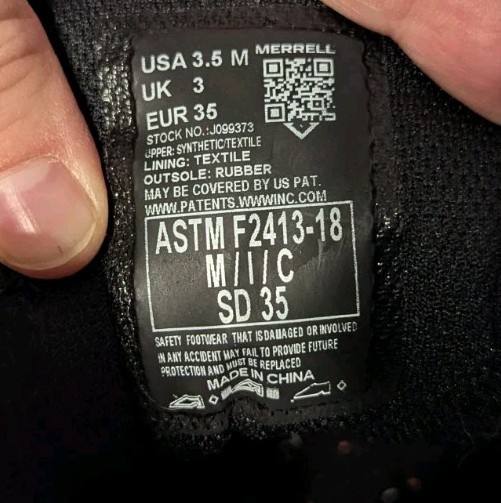 MERRELL
USA 3.5 M
UK 3
EUR 35
STOCK NO.:J099373
UPPER: SYNTHETIC/TEXTILE
LINING: TEXTILE
OUTSOLE: RUBBER
MAY BE COVERED BY US PAT.
WWW.PATENTS.WWWINC.COM
ASTM F2413-18
M/I/C
SD 35
SAFETY FOOTWEAR THAT IS DAMAGED OR INVOLVED
IN ANY ACCIDENT MAY FAIL TO PROVIDE FUTURE
PROTECTION AND MUST BE REPLACED
MADE IN CHINA